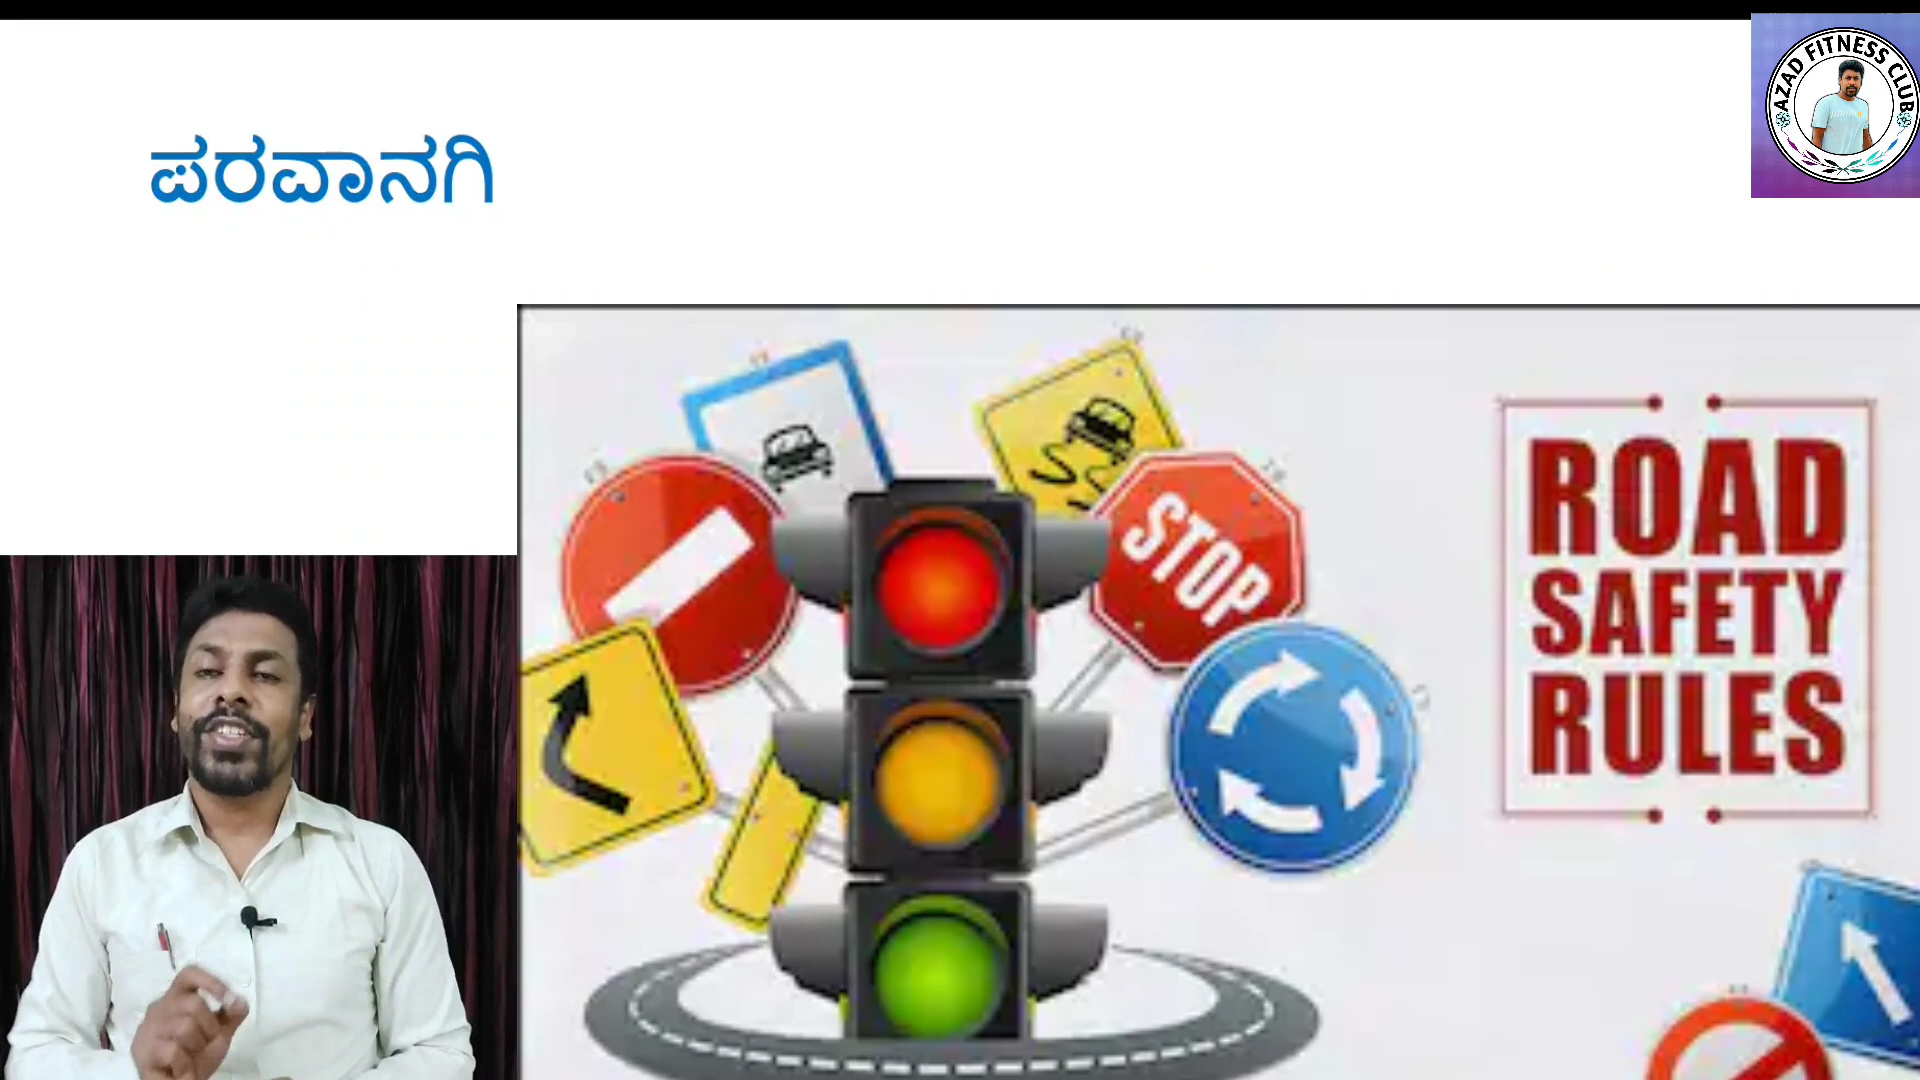 AZAD FITNESS CLUB
ಪರವಾನಗಿ
STOP
ROAD
SAFETY
RULES